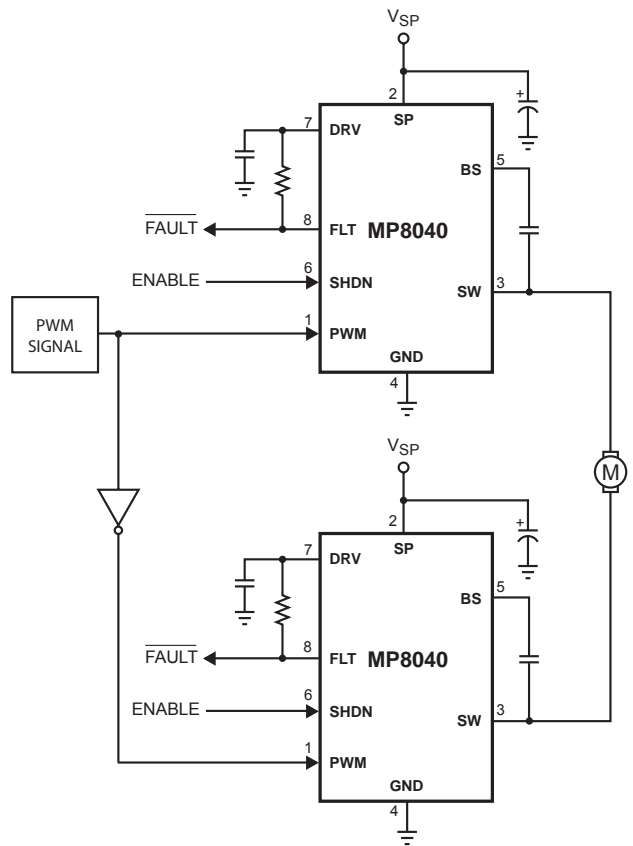 VSP
2
SP
7 DRV
BS 5
+
FAULT 8 FLT MP8040
ENABLE 6 SHDN
SW 3
PWM SIGNAL
1 PWM
GND
4
M
VSP
2
SP
7 DRV
BS 5
+
FAULT 8 FLT MP8040
ENABLE 6 SHDN
SW 3
1 PWM
GND
4